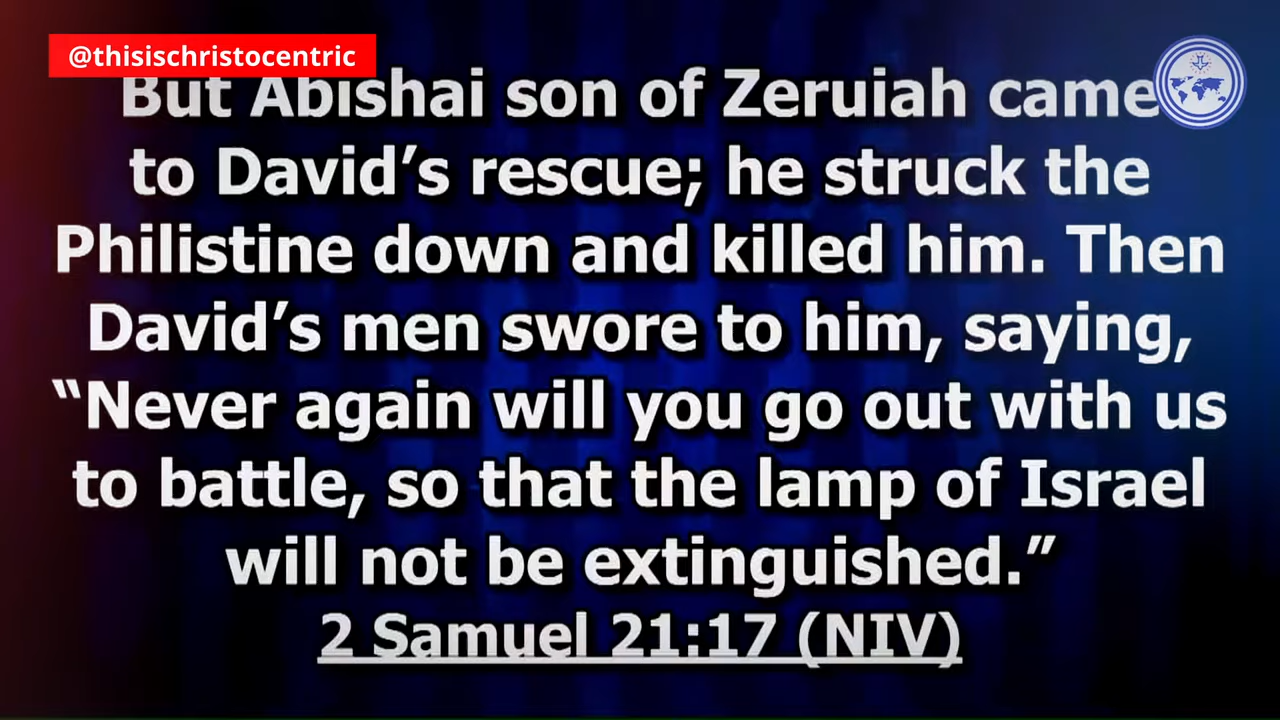 @thisischristocentric
But Abishai son of Zeruiah came
to David’s rescue; he struck the
Philistine down and killed him. Then
David’s men swore to him, saying,
“Never again will you go out with us
to battle, so that the lamp of Israel
will not be extinguished.”
2 Samuel 21:17 (NIV)